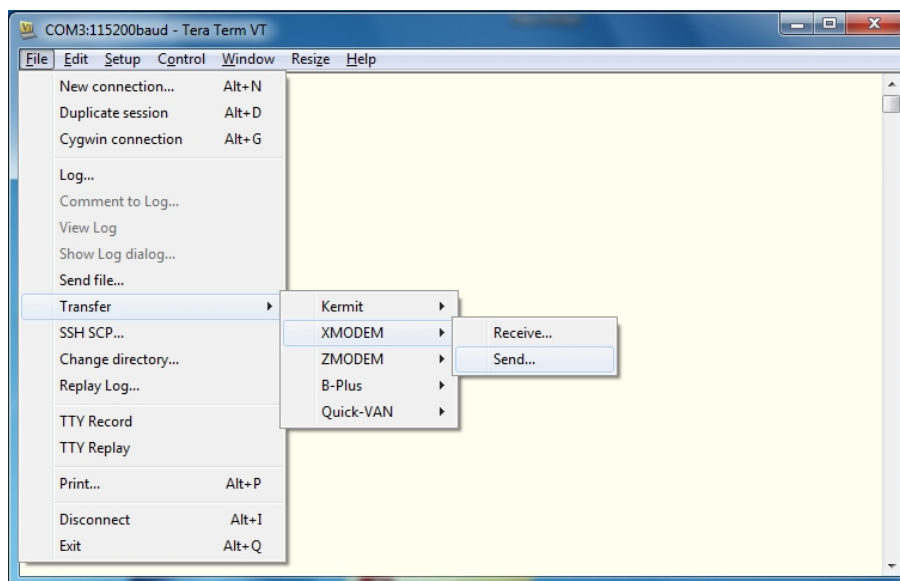 COM3:115200baud - Tera Term VT
File Edit Setup Control Window Resize Help
New connection... Alt+N
Duplicate session Alt+D
Cygwin connection Alt+G
Log...
Comment to Log...
View Log
Show Log dialog...
Send file...
Transfer
SSH SCP...
Change directory...
Replay Log...
TTY Record
TTY Replay
Print... Alt+P
Disconnect Alt+I
Exit Alt+Q
Kermit
XMODEM
ZMODEM
B-Plus
Quick-VAN
Receive...
Send...